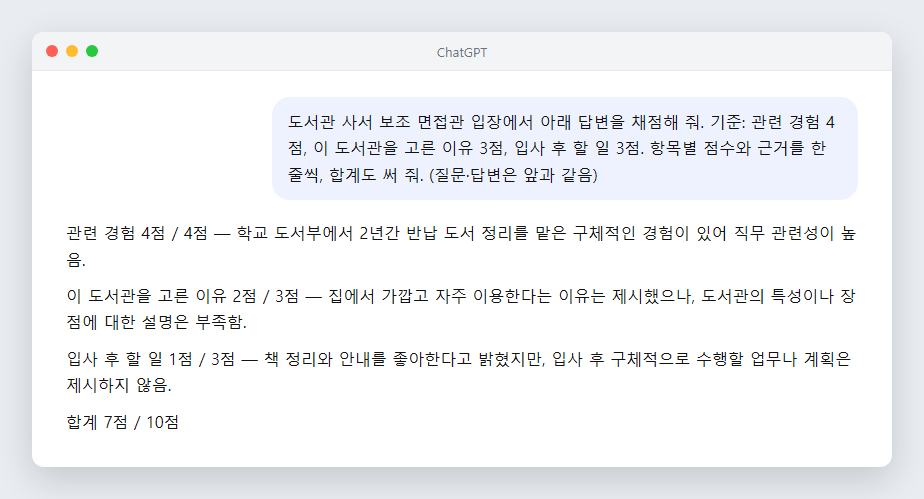 ChatGPT
도서관 사서 보조 면접관 입장에서 아래 답변을 채점해 줘. 기준: 관련 경험 4
점, 이 도서관을 고른 이유 3점, 입사 후 할 일 3점. 항목별 점수와 근거를 한
줄씩, 합계도 써 줘. (질문·답변은 앞과 같음)
관련 경험 4점 / 4점 — 학교 도서부에서 2년간 반납 도서 정리를 맡은 구체적인 경험이 있어 직무 관련성이 높
음.
이 도서관을 고른 이유 2점 / 3점 — 집에서 가깝고 자주 이용한다는 이유는 제시했으나, 도서관의 특성이나 장
점에 대한 설명은 부족함.
입사 후 할 일 1점 / 3점 — 책 정리와 안내를 좋아한다고 밝혔지만, 입사 후 구체적으로 수행할 업무나 계획은
제시하지 않음.
합계 7점 / 10점